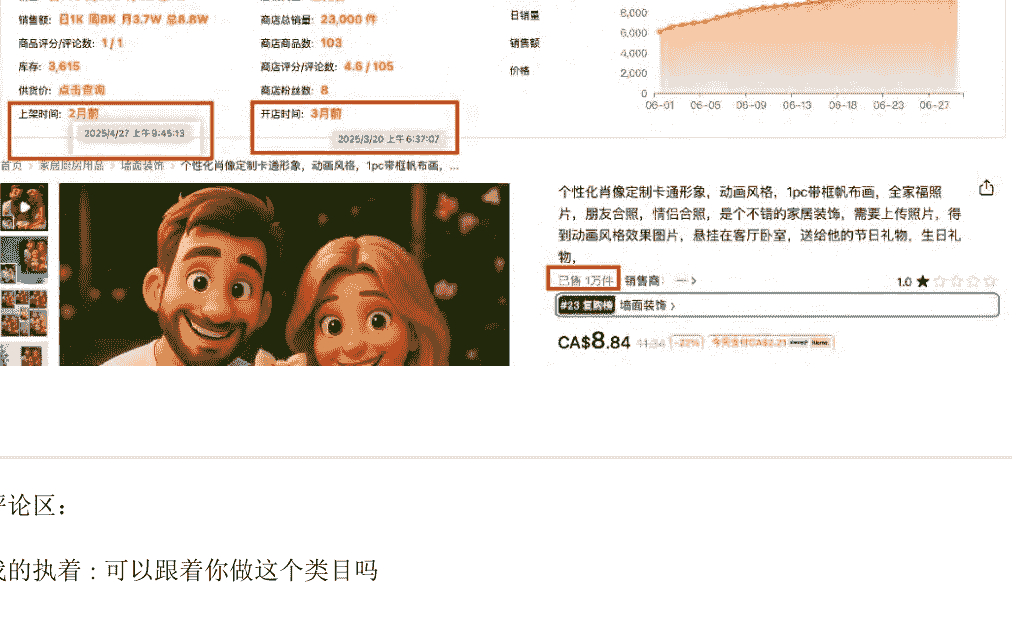 销售额: 日1K 周8K 月3.7W 总8.8W
商品评分/评论数: 1 / 1
库存: 3,615
供货价: 点击查询
上架时间: 2月前
2025/4/27 上午9:45:13
商店总销量: 23,000 件
商店商品数: 103
商店评分/评论数: 4.6 / 105
商店粉丝数: 8
开店时间: 3月前
2025/3/20 上午6:37:07
日销量
销售额
价格
8,000
6,000
4,000
2,000
0
06-01 06-05 06-09 06-13 06-18 06-23 06-27
首页 > 家居厨房用品 > 墙面装饰 > 个性化肖像定制卡通形象，动画风格，1pc带框帆布画，...
个性化肖像定制卡通形象，动画风格，1pc带框帆布画，全家福照
片，朋友合照，情侣合照，是个不错的家居装饰，需要上传照片，得
到动画风格效果图片，悬挂在客厅卧室，送给他的节日礼物，生日礼
物，
已售 1万件 销售商: ... >
1.0
#23 复购榜 墙面装饰 >
CA$8.84 11.34 -22% 今天支付CA$2.21
评论区：
的执着 : 可以跟着你做这个类目吗